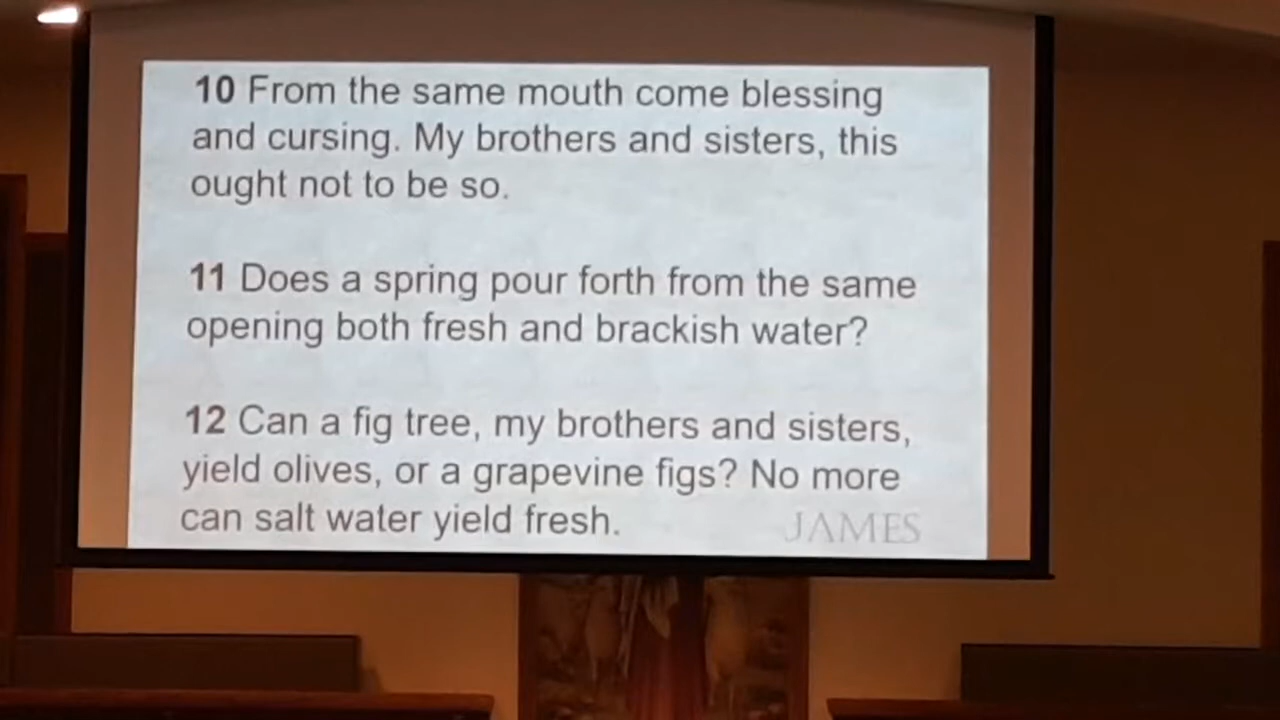 10 From the same mouth come blessing
and cursing. My brothers and sisters, this
ought not to be so.
11 Does a spring pour forth from the same
opening both fresh and brackish water?
12 Can a fig tree, my brothers and sisters,
yield olives, or a grapevine figs? No more
can salt water yield fresh.
JAMES